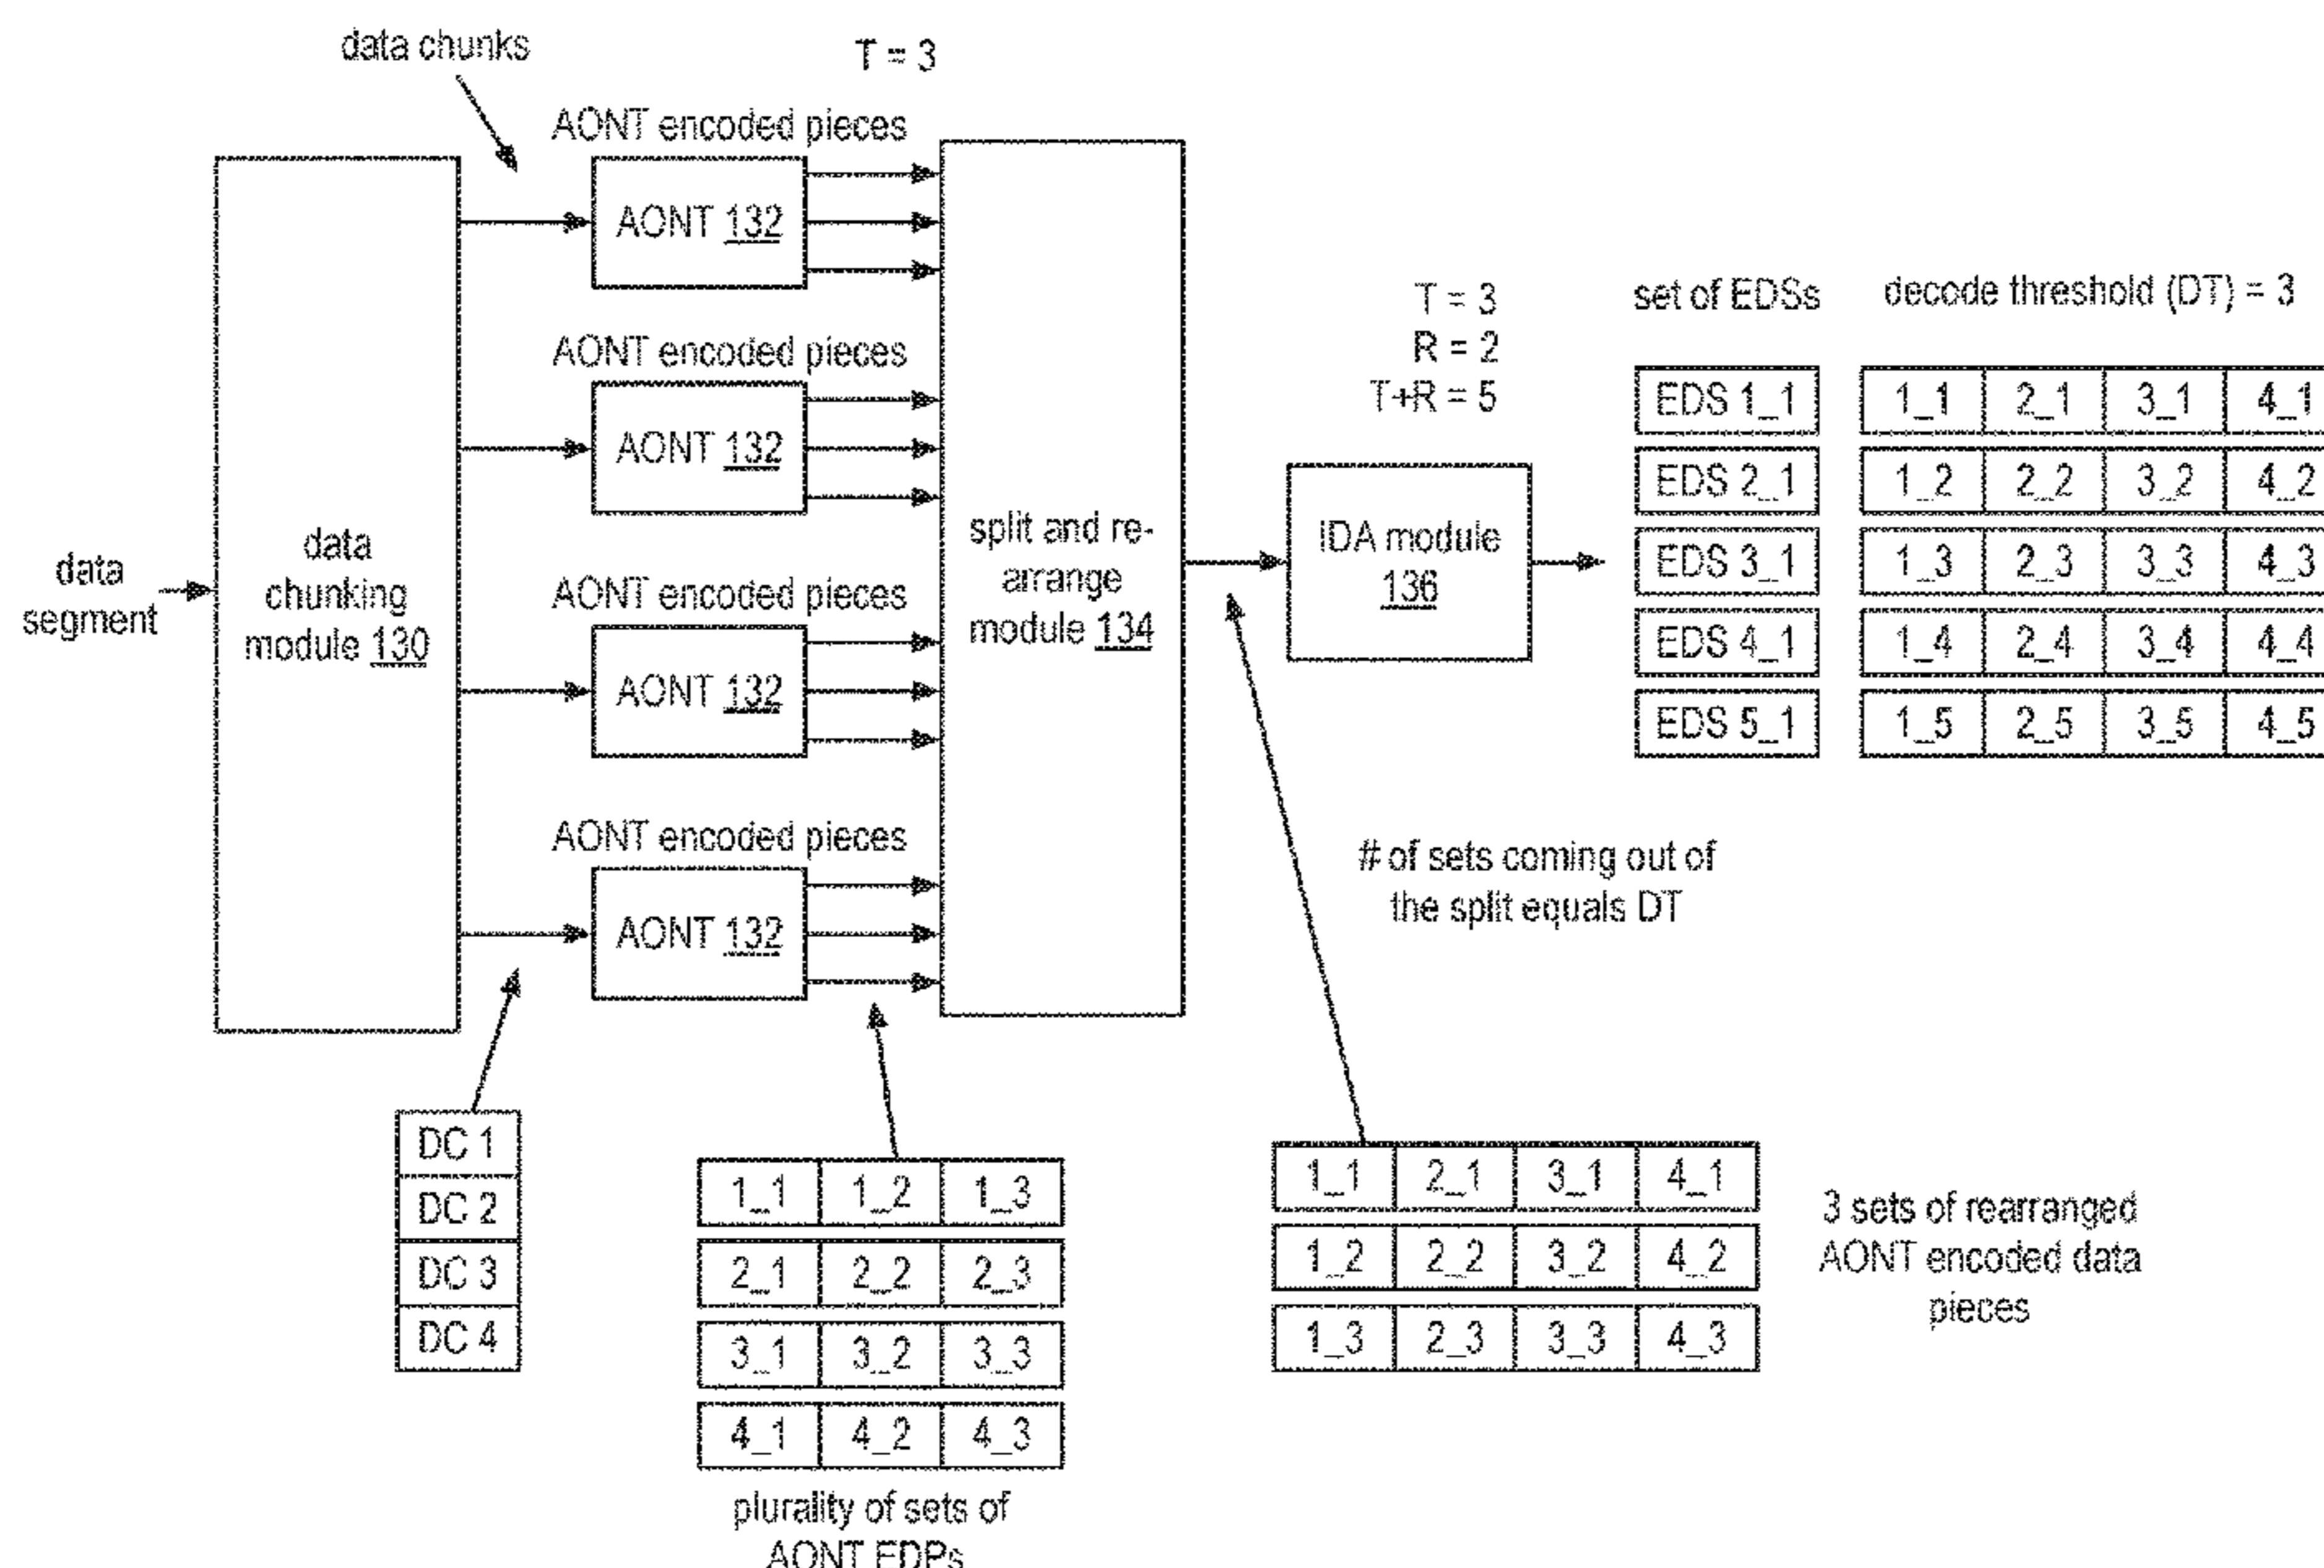 data chunks
T = 3
AONT encoded pieces
AONT 132
AONT encoded pieces
AONT 132
AONT encoded pieces
AONT 132
AONT encoded pieces
AONT 132
data
segment
data
chunking
module 130
split and re-
arrange
module 134
T = 3
R = 2
T+R = 5
IDA module
136
set of EDSs
decode threshold (DT) = 3
EDS 1_1 1_1 2_1 3_1 4_1
EDS 2_1 1_2 2_2 3_2 4_2
EDS 3_1 1_3 2_3 3_3 4_3
EDS 4_1 1_4 2_4 3_4 4_4
EDS 5_1 1_5 2_5 3_5 4_5
# of sets coming out of
the split equals DT
DC 1
DC 2
DC 3
DC 4
1_1 1_2 1_3
2_1 2_2 2_3
3_1 3_2 3_3
4_1 4_2 4_3
plurality of sets of
AONT EDPs
1_1 2_1 3_1 4_1
1_2 2_2 3_2 4_2
1_3 2_3 3_3 4_3
3 sets of rearranged
AONT encoded data
pieces